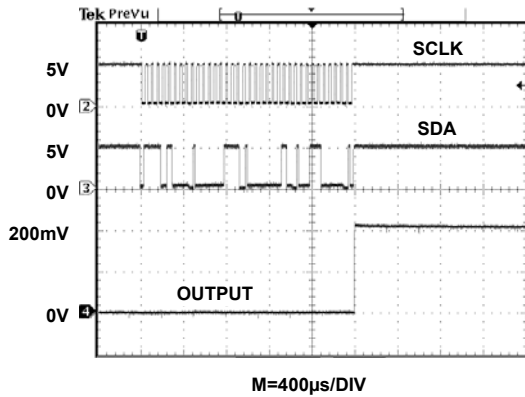 Tek PreVu
SCLK
5V
0V
2
SDA
5V
0V
3
200mV
OUTPUT
0V
4
M=400µs/DIV